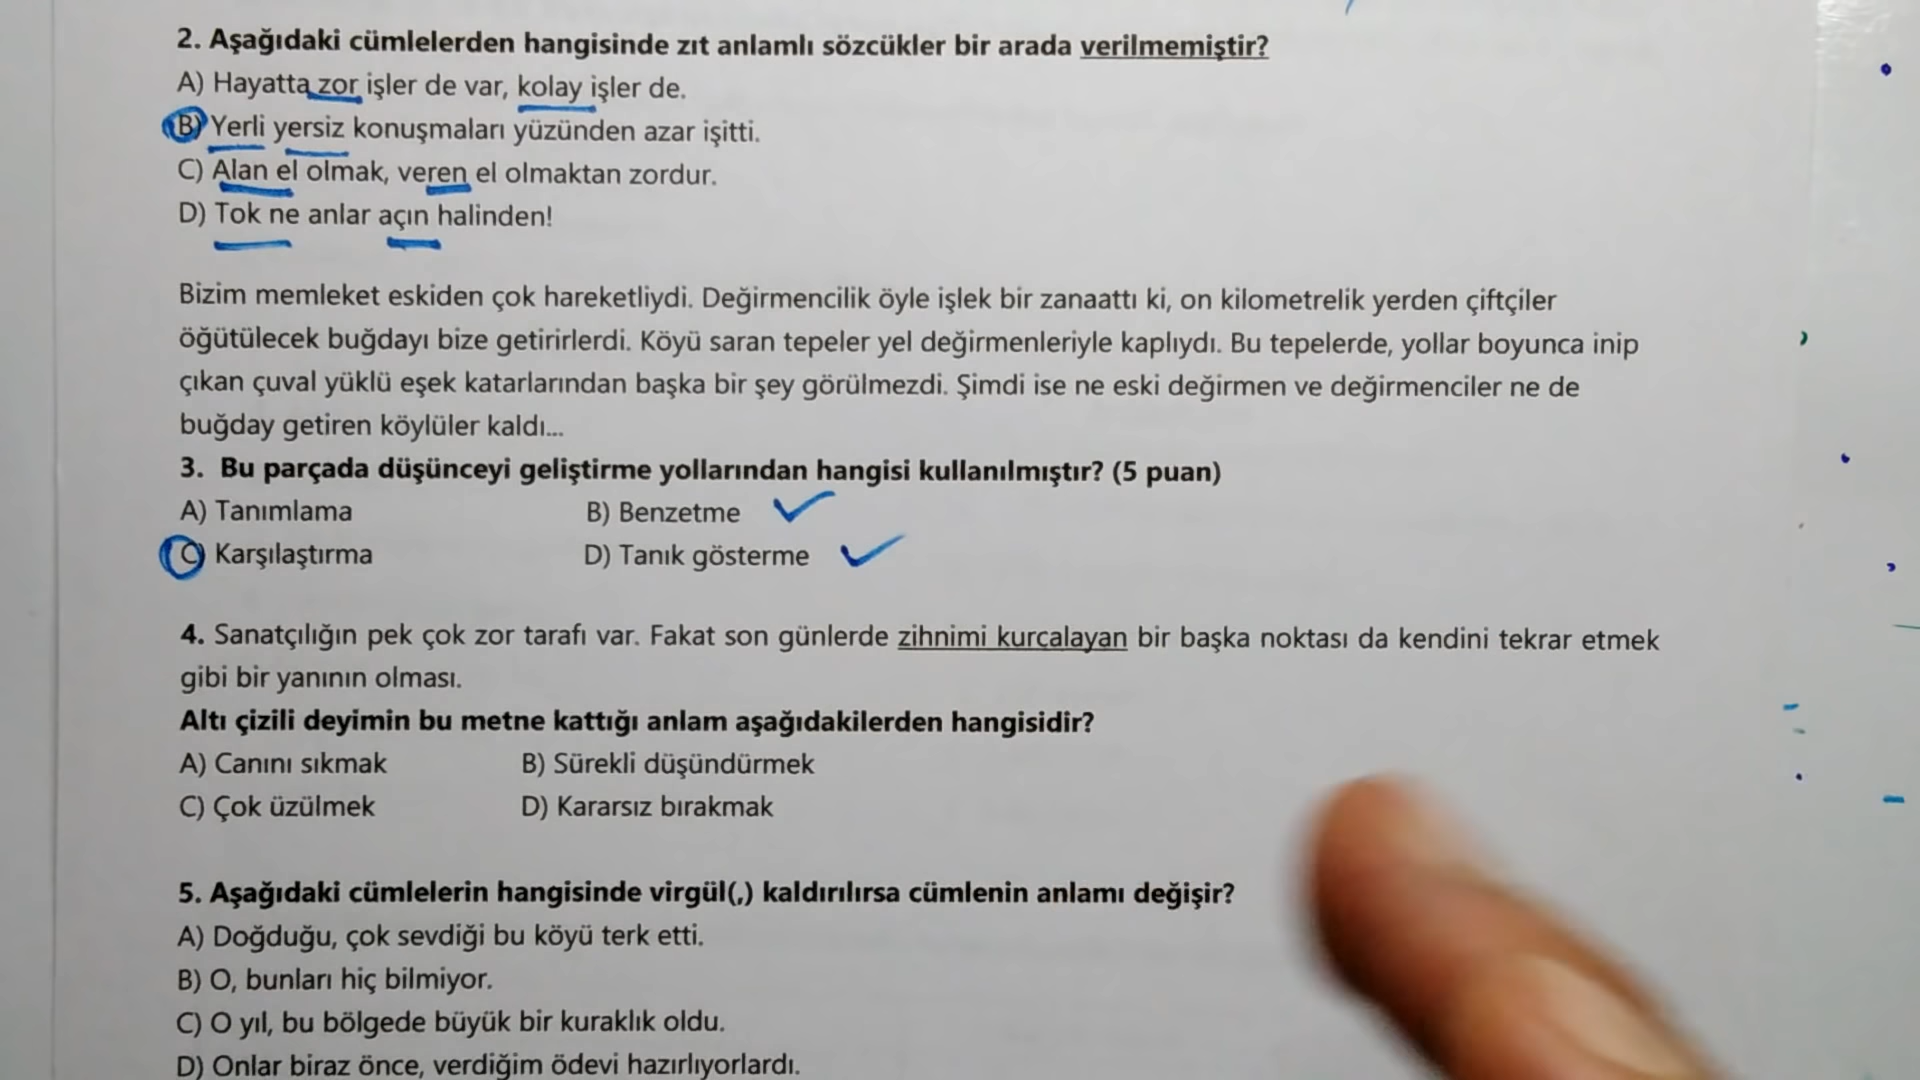 2. Aşağıdaki cümlelerden hangisinde zıt anlamlı sözcükler bir arada verilmemiştir?
A) Hayatta zor işler de var, kolay işler de.
B) Yerli yersiz konuşmaları yüzünden azar işitti.
C) Alan el olmak, veren el olmaktan zordur.
D) Tok ne anlar açın halinden!
Bizim memleket eskiden çok hareketliydi. Değirmencilik öyle işlek bir zanaattı ki, on kilometrelik yerden çiftçiler
öğütülecek buğdayı bize getirirlerdi. Köyü saran tepeler yel değirmenleriyle kaplıydı. Bu tepelerde, yollar boyunca inip
çıkan çuval yüklü eşek katarlarından başka bir şey görülmezdi. Şimdi ise ne eski değirmen ve değirmenciler ne de
buğday getiren köylüler kaldı...
3. Bu parçada düşünceyi geliştirme yollarından hangisi kullanılmıştır? (5 puan)
A) Tanımlama B) Benzetme
C) Karşılaştırma D) Tanık gösterme
4. Sanatçılığın pek çok zor tarafı var. Fakat son günlerde zihnimi kurcalayan bir başka noktası da kendini tekrar etmek
gibi bir yanının olması.
Altı çizili deyimin bu metne kattığı anlam aşağıdakilerden hangisidir?
A) Canını sıkmak B) Sürekli düşündürmek
C) Çok üzülmek D) Kararsız bırakmak
5. Aşağıdaki cümlelerin hangisinde virgül(,) kaldırılırsa cümlenin anlamı değişir?
A) Doğduğu, çok sevdiği bu köyü terk etti.
B) O, bunları hiç bilmiyor.
C) O yıl, bu bölgede büyük bir kuraklık oldu.
D) Onlar biraz önce, verdiğim ödevi hazırlıyorlardı.